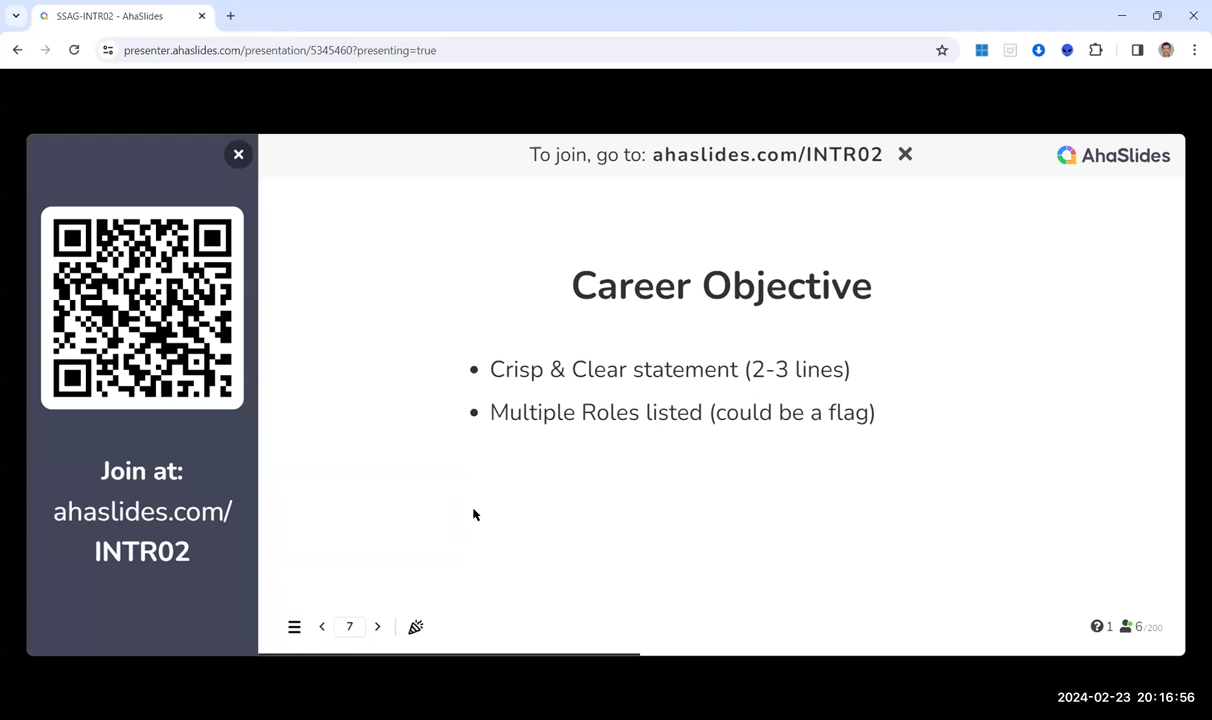 SSAG-INTR02 - AhaSlides
presenter.ahaslides.com/presentation/5345460?presenting=true
To join, go to: ahaslides.com/INTR02
AhaSlides
Join at:
ahaslides.com/
INTR02
Career Objective
• Crisp & Clear statement (2-3 lines)
• Multiple Roles listed (could be a flag)
7
1 6/200
2024-02-23 20:16:56